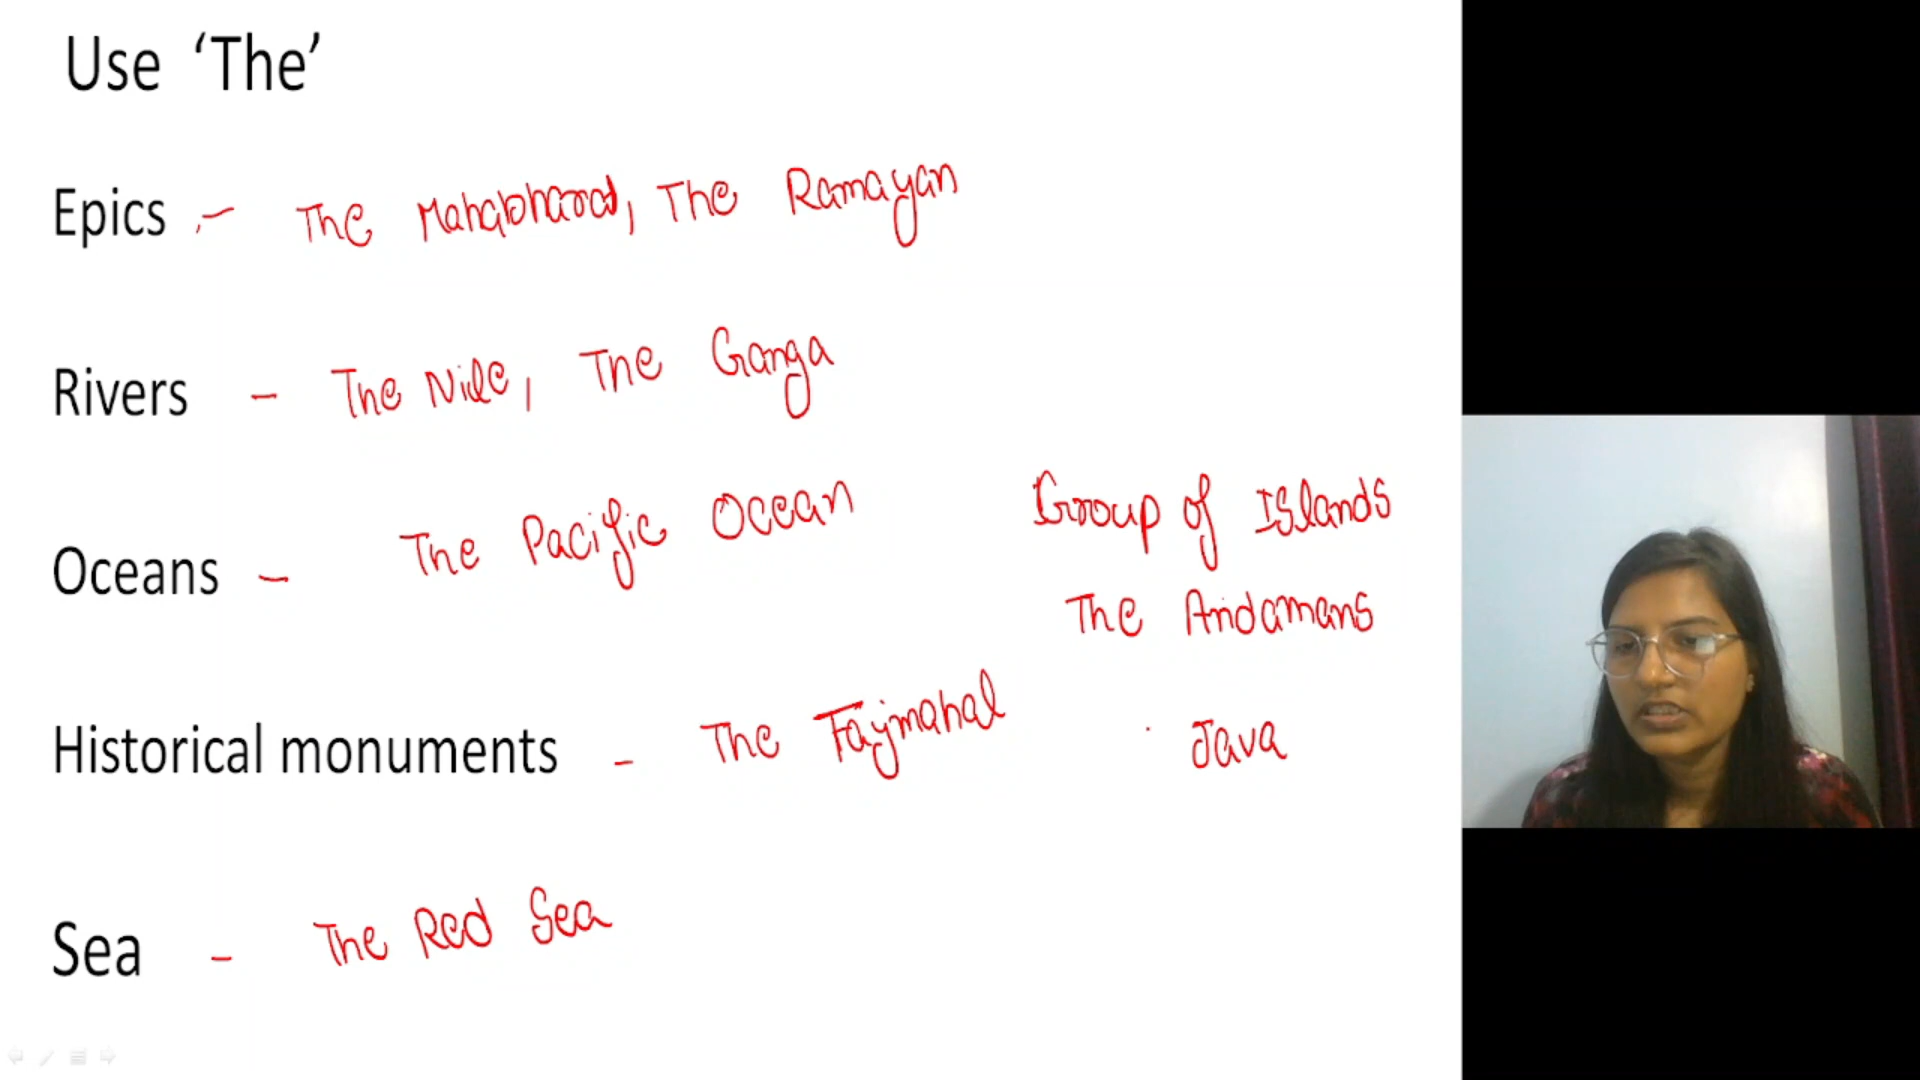 Use ‘The’
Epics - The Mahabharat, The Ramayan
Rivers - The Nile, The Ganga
Oceans - The Pacific Ocean
Group of Islands
The Andamans
Historical monuments - The Tajmahal
Java
Sea - The Red Sea